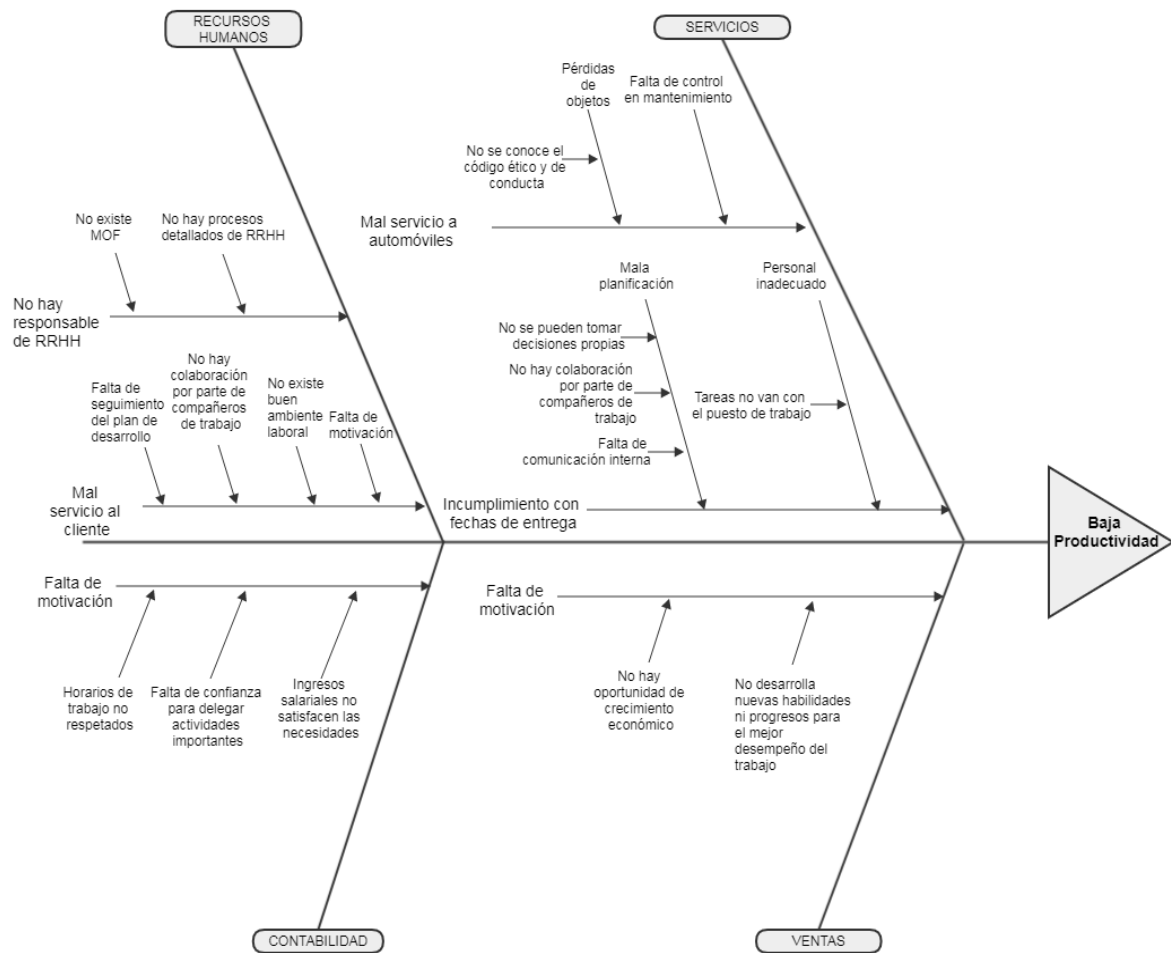 RECURSOS
HUMANOS
SERVICIOS
Pérdidas
de
objetos
Falta de control
en mantenimiento
No se conoce el
código ético y de
conducta
Mal servicio a
automóviles
No existe
MOF
No hay procesos
detallados de RRHH
No hay
responsable
de RRHH
Mala
planificación
Personal
inadecuado
No se pueden tomar
decisiones propias
No hay colaboración
por parte de
compañeros de
trabajo
Tareas no van con
el puesto de trabajo
Falta de
comunicación interna
Falta de
seguimiento
del plan de
desarrollo
No hay
colaboración
por parte de
compañeros
de trabajo
No existe
buen
ambiente
laboral
Falta de
motivación
Mal
servicio al
cliente
Incumplimiento con
fechas de entrega
Baja
Productividad
Falta de
motivación
Horarios de
trabajo no
respetados
Falta de confianza
para delegar
actividades
importantes
Ingresos
salariales no
satisfacen las
necesidades
Falta de
motivación
No hay
oportunidad de
crecimiento
económico
No desarrolla
nuevas habilidades
ni progresos para
el mejor
desempeño del
trabajo
CONTABILIDAD
VENTAS